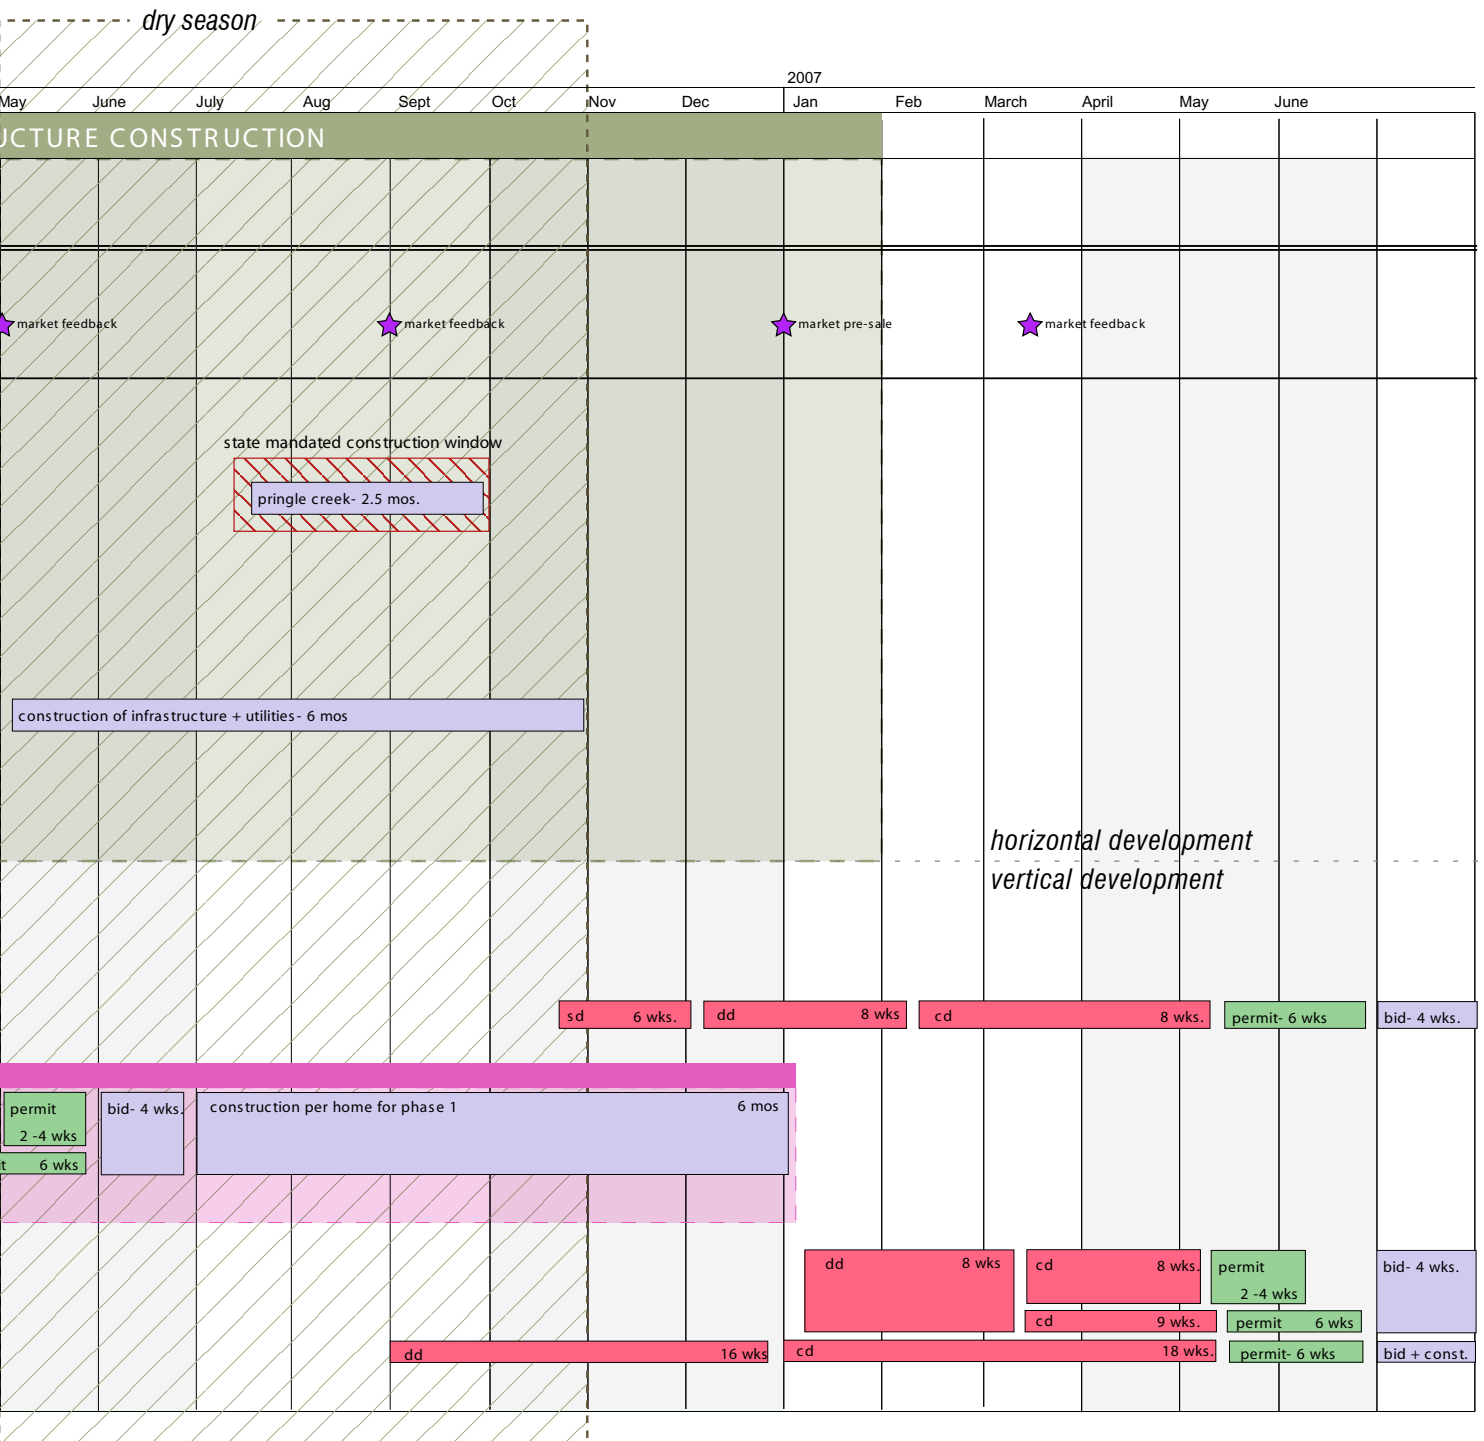 dry season
2007
May June July Aug Sept Oct Nov Dec Jan Feb March April May June
UCTURE CONSTRUCTION
market feedback market feedback market pre-sale market feedback
state mandated construction window
pringle creek- 2.5 mos.
construction of infrastructure + utilities- 6 mos
horizontal development
vertical development
sd 6 wks. dd 8 wks cd 8 wks. permit- 6 wks bid- 4 wks.
permit bid- 4 wks. construction per home for phase 1 6 mos
2 -4 wks
t 6 wks
dd 8 wks cd 8 wks. permit bid- 4 wks.
2 -4 wks
cd 9 wks. permit 6 wks
dd 16 wks cd 18 wks. permit- 6 wks bid + const.